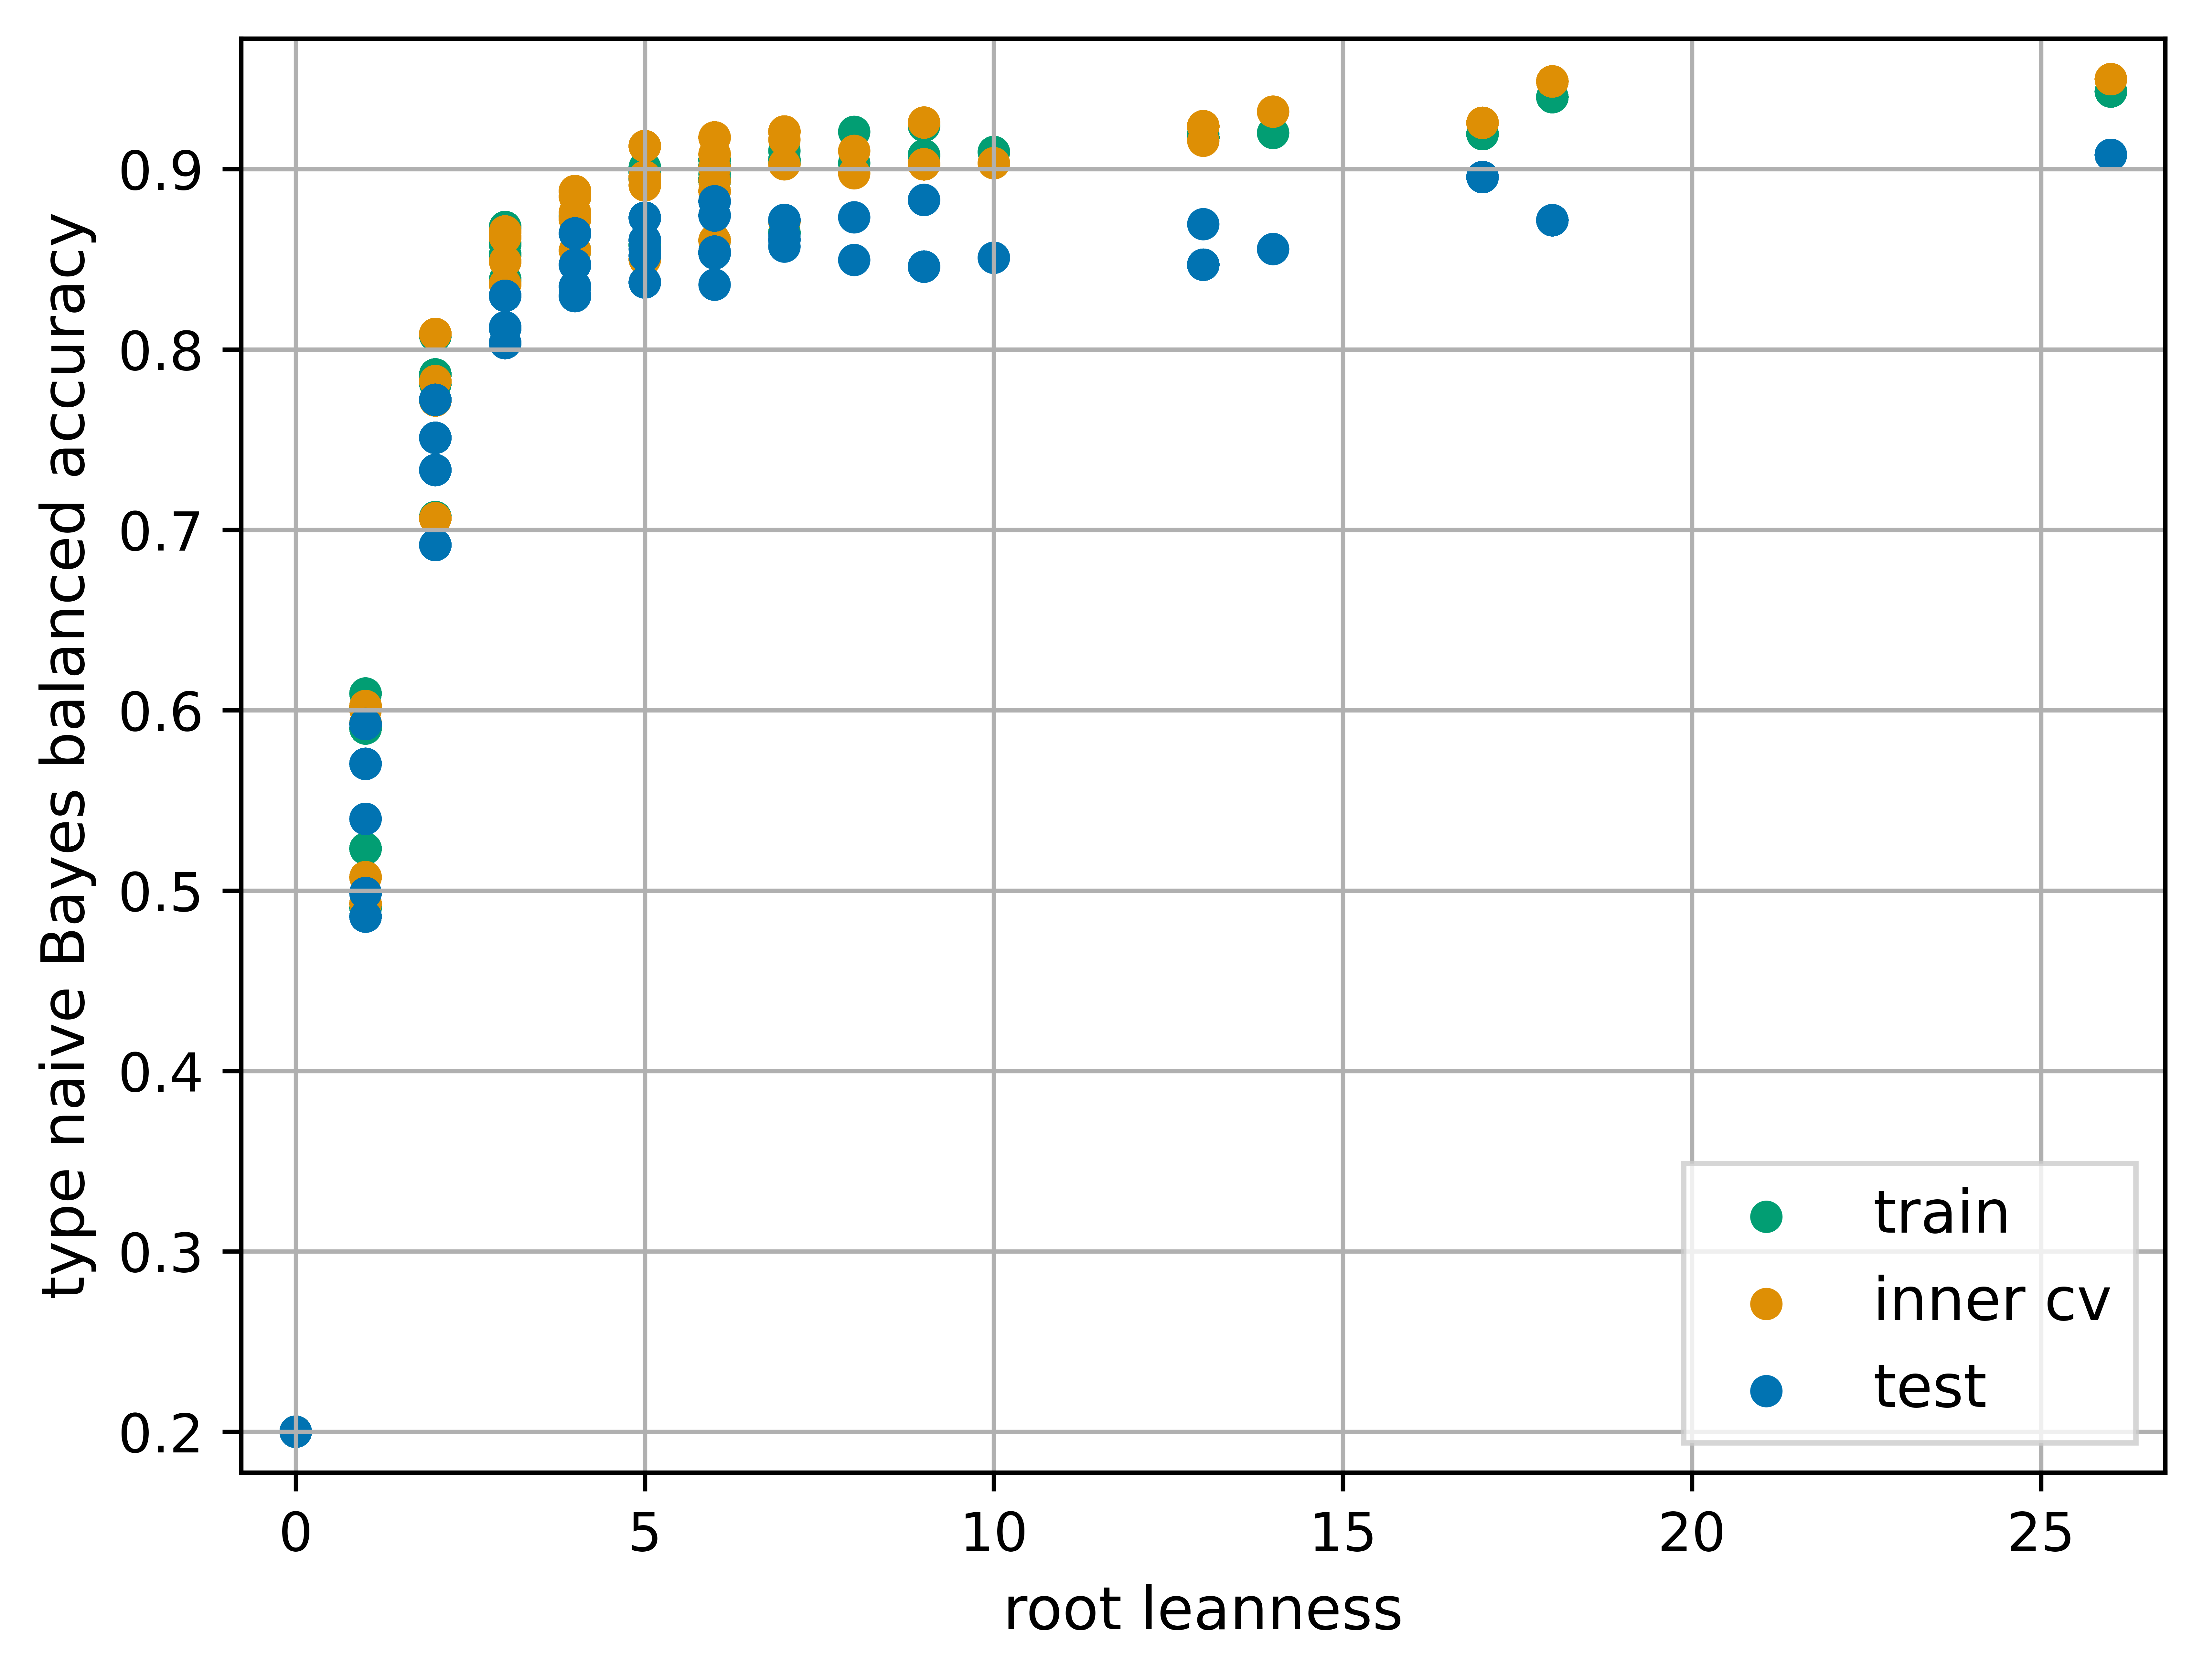 type naive Bayes balanced accuracy
0.9
0.8
0.7
0.6
0.5
0.4
0.3
0.2
train
inner cv
test
0 5 10 15 20 25
root leanness